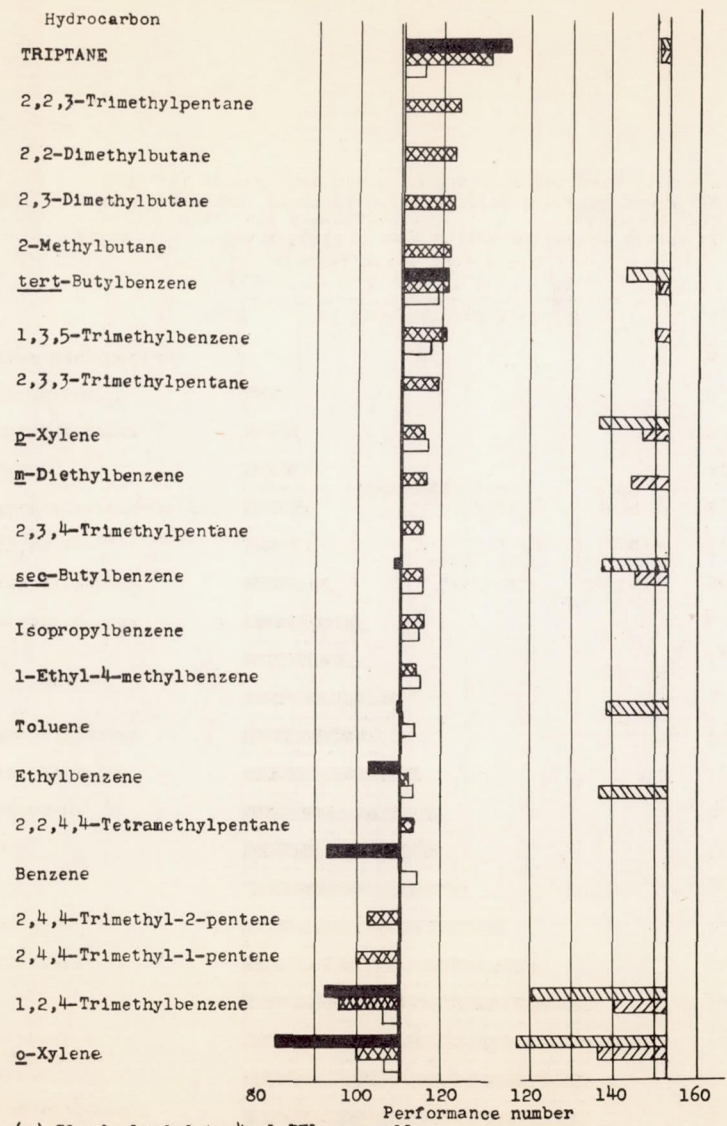 Hydrocarbon
TRIPTANE
2,2,3-Trimethylpentane
2,2-Dimethylbutane
2,3-Dimethylbutane
2-Methylbutane
tert-Butylbenzene
1,3,5-Trimethylbenzene
2,3,3-Trimethylpentane
p-Xylene
m-Diethylbenzene
2,3,4-Trimethylpentane
sec-Butylbenzene
Isopropylbenzene
1-Ethyl-4-methylbenzene
Toluene
Ethylbenzene
2,2,4,4-Tetramethylpentane
Benzene
2,4,4-Trimethyl-2-pentene
2,4,4-Trimethyl-1-pentene
1,2,4-Trimethylbenzene
o-Xylene
80 100 120 120 140 160
Performance number